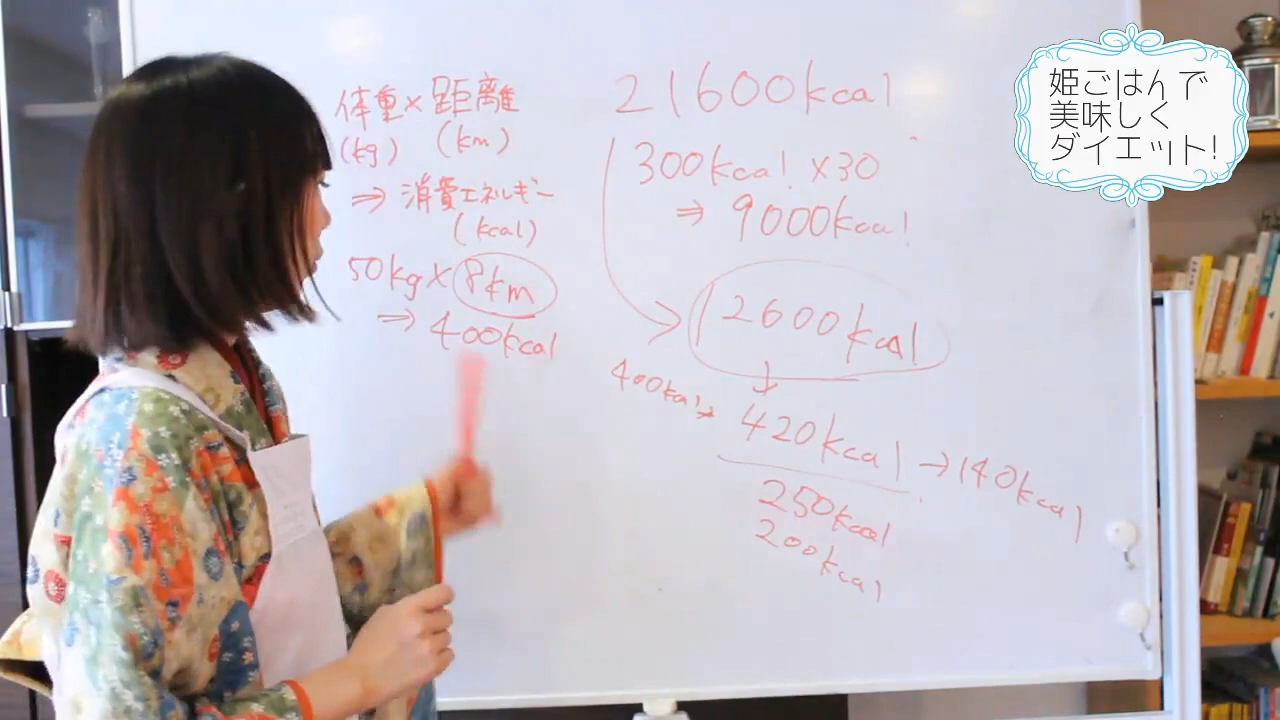 姫ごはんで
美味しく
ダイエット!
体重×距離
(kg) (km)
⇒ 消費エネルギー
(kcal)
50kg×8km
⇒ 400kcal
21600kcal
300kcal×30
⇒ 9000kcal
12600kcal
400kcal→
420kcal→140kcal
250kcal
200kcal